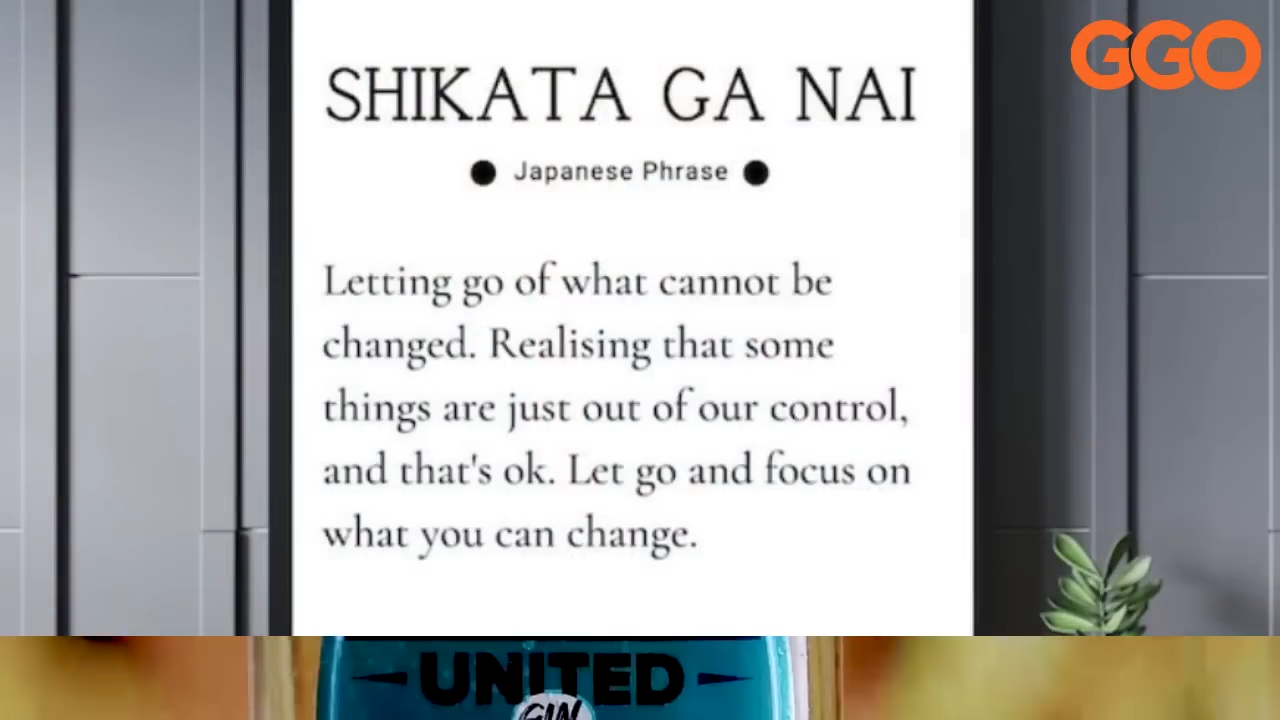 GGO
SHIKATA GA NAI
Japanese Phrase
Letting go of what cannot be
changed. Realising that some
things are just out of our control,
and that's ok. Let go and focus on
what you can change.
UNITED
GIN